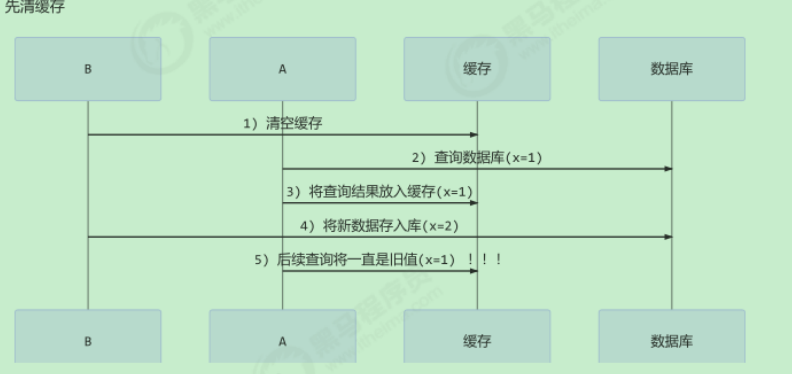 先清缓存
B
A
缓存
数据库
1) 清空缓存
2) 查询数据库(x=1)
3) 将查询结果放入缓存(x=1)
4) 将新数据存入库(x=2)
5) 后续查询将一直是旧值(x=1) !!!
B
A
缓存
数据库